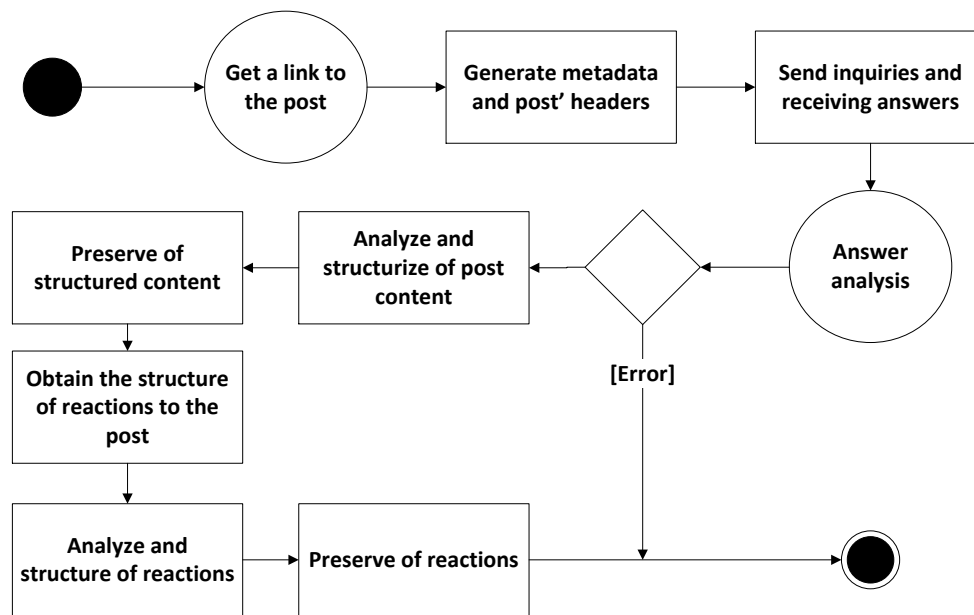 Get a link to
the post
Generate metadata
and post' headers
Send inquiries and
receiving answers
Answer
analysis
Analyze and
structurize of post
content
Preserve of
structured content
Obtain the structure
of reactions to the
post
[Error]
Analyze and
structure of reactions
Preserve of reactions